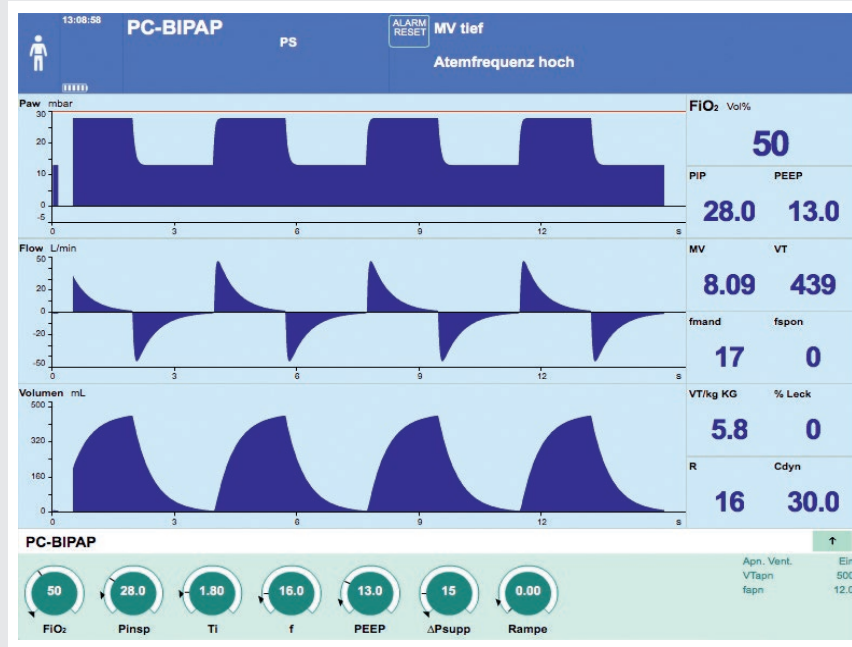 13:08:58
PC-BIPAP
PS
ALARM
RESET
MV tief
Atemfrequenz hoch
Paw mbar
30
20
10
0
-5
0 3 6 9 12 s
Flow L/min
50
20
0
-20
-50
0 3 6 9 12 s
Volumen mL
500
320
160
0
0 3 6 9 12 s
FiO2 Vol%
50
PIP PEEP
28.0 13.0
MV VT
8.09 439
fmand fspon
17 0
VT/kg KG % Leck
5.8 0
R Cdyn
16 30.0
PC-BIPAP
50 28.0 1.80 16.0 13.0 15 0.00
FiO2 Pinsp Ti f PEEP ΔPsupp Rampe
Apn. Vent. Ein
VTapn 500
fapn 12.0